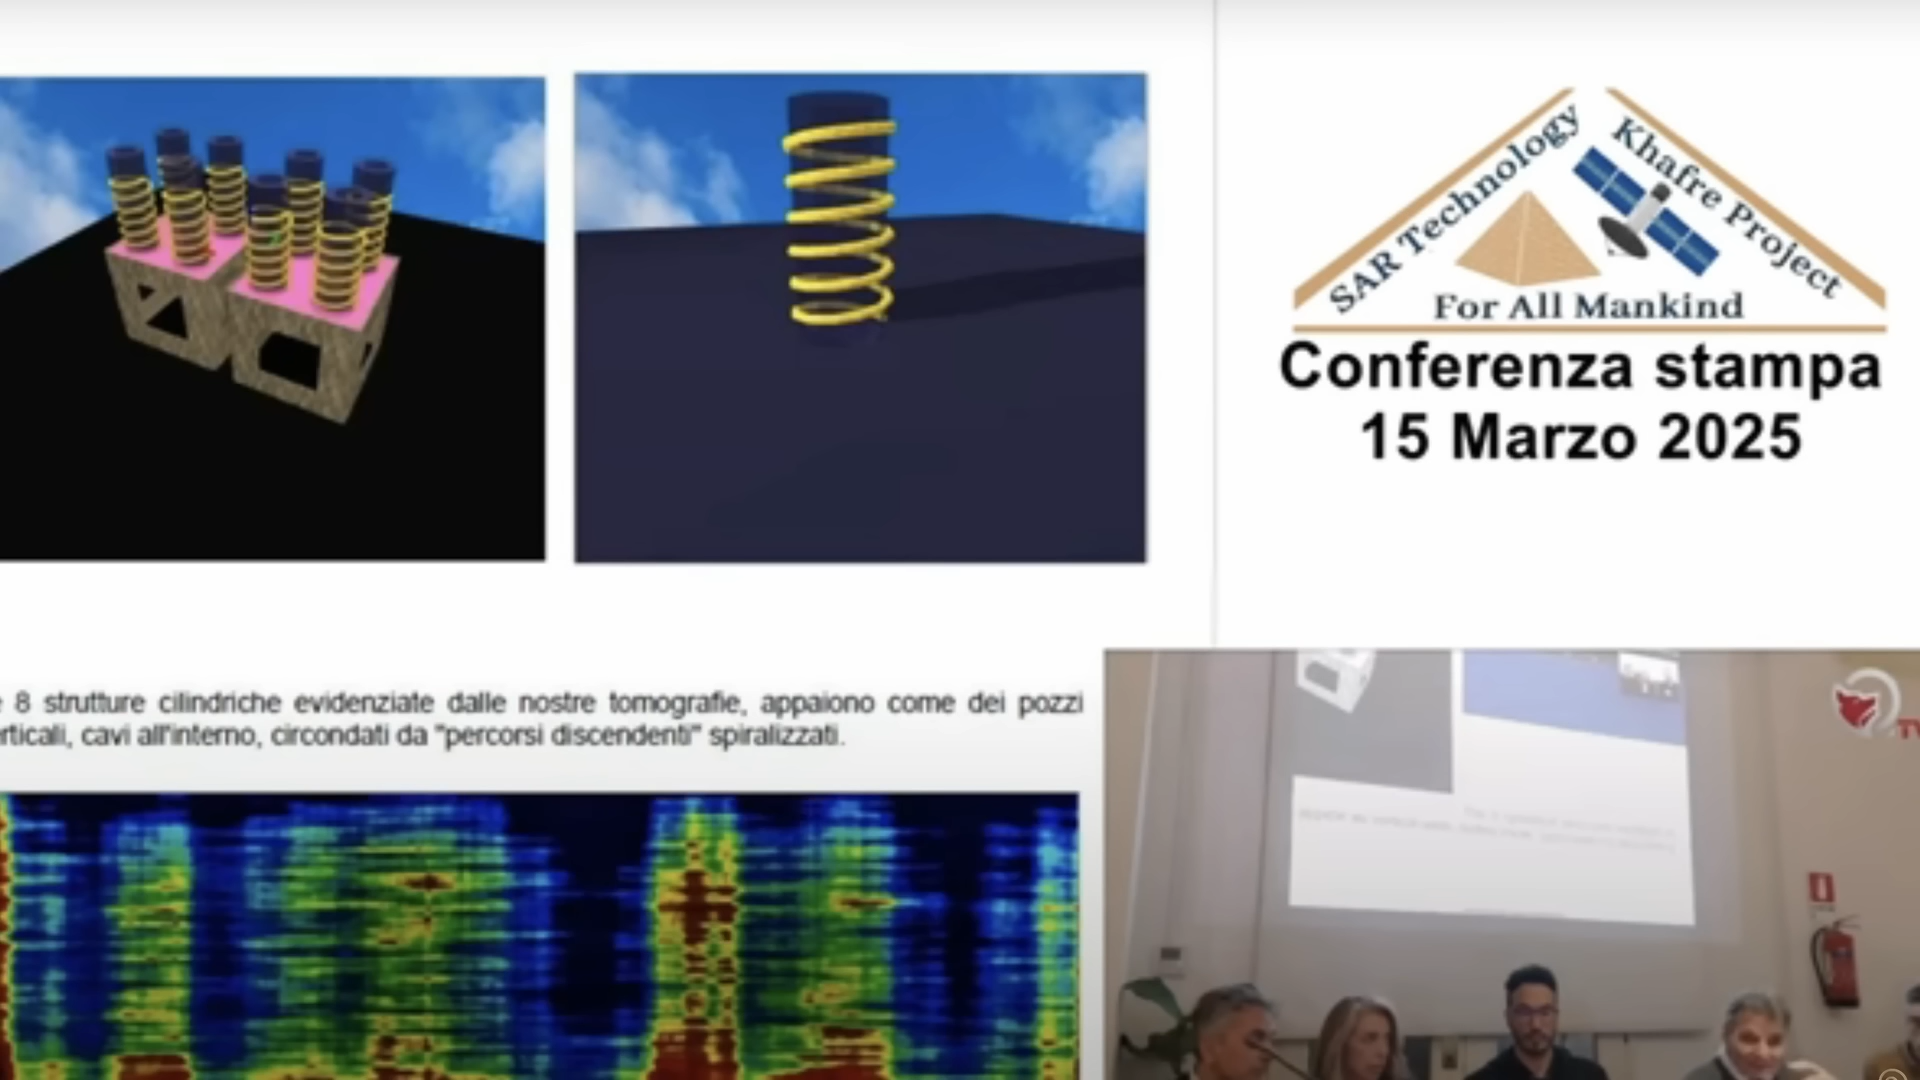 SAR Technology
Khafre Project
For All Mankind
Conferenza stampa
15 Marzo 2025
8 strutture cilindriche evidenziate dalle nostre tomografie, appaiono come dei pozzi
rticali, cavi all'interno, circondati da "percorsi discendenti" spiralizzati.